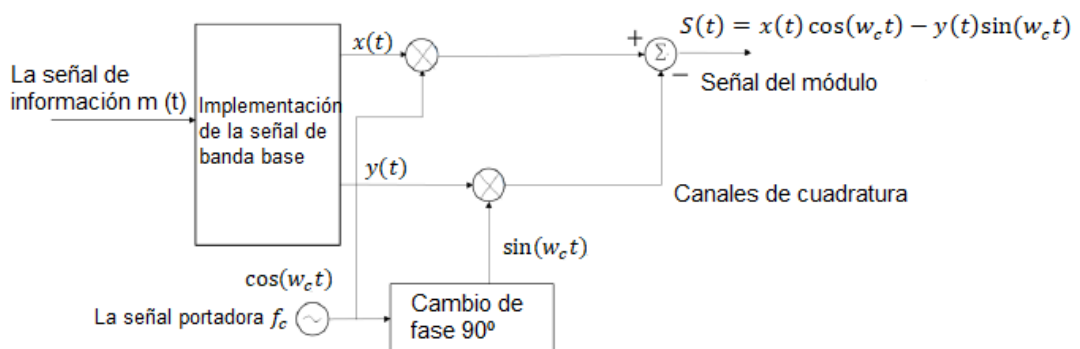 S(t) = x(t) cos(w_c t) − y(t)sin(w_c t)
x(t)
+
Σ
−
La señal de
información m (t)
Señal del módulo
Implementación
de la señal de
banda base
y(t)
Canales de cuadratura
sin(w_c t)
cos(w_c t)
La señal portadora f_c
Cambio de
fase 90º